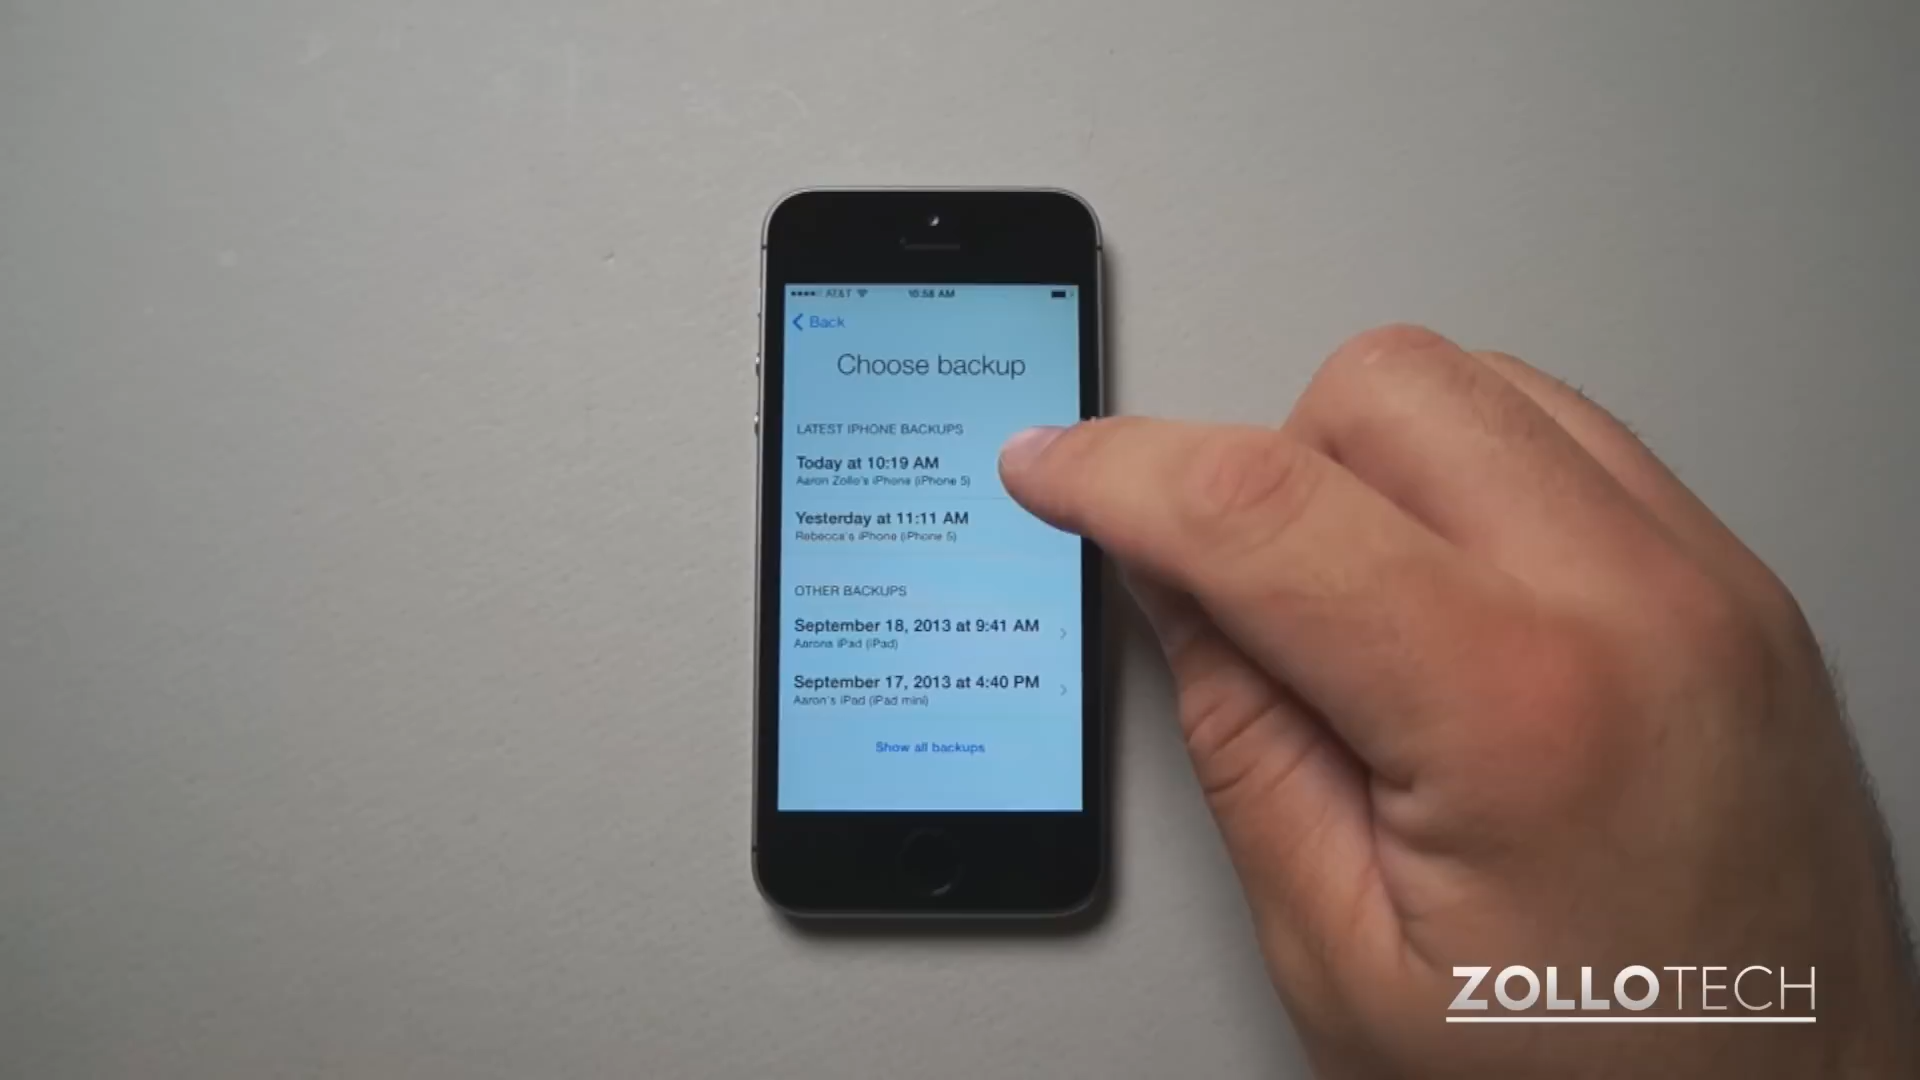 AT&T 10:58 AM
Back
Choose backup
LATEST IPHONE BACKUPS
Today at 10:19 AM
Aaron Zollo's iPhone (iPhone 5)
Yesterday at 11:11 AM
Rebecca's iPhone (iPhone 5)
OTHER BACKUPS
September 18, 2013 at 9:41 AM
Aarons iPad (iPad)
September 17, 2013 at 4:40 PM
Aaron's iPad (iPad mini)
Show all backups
ZOLLOTECH